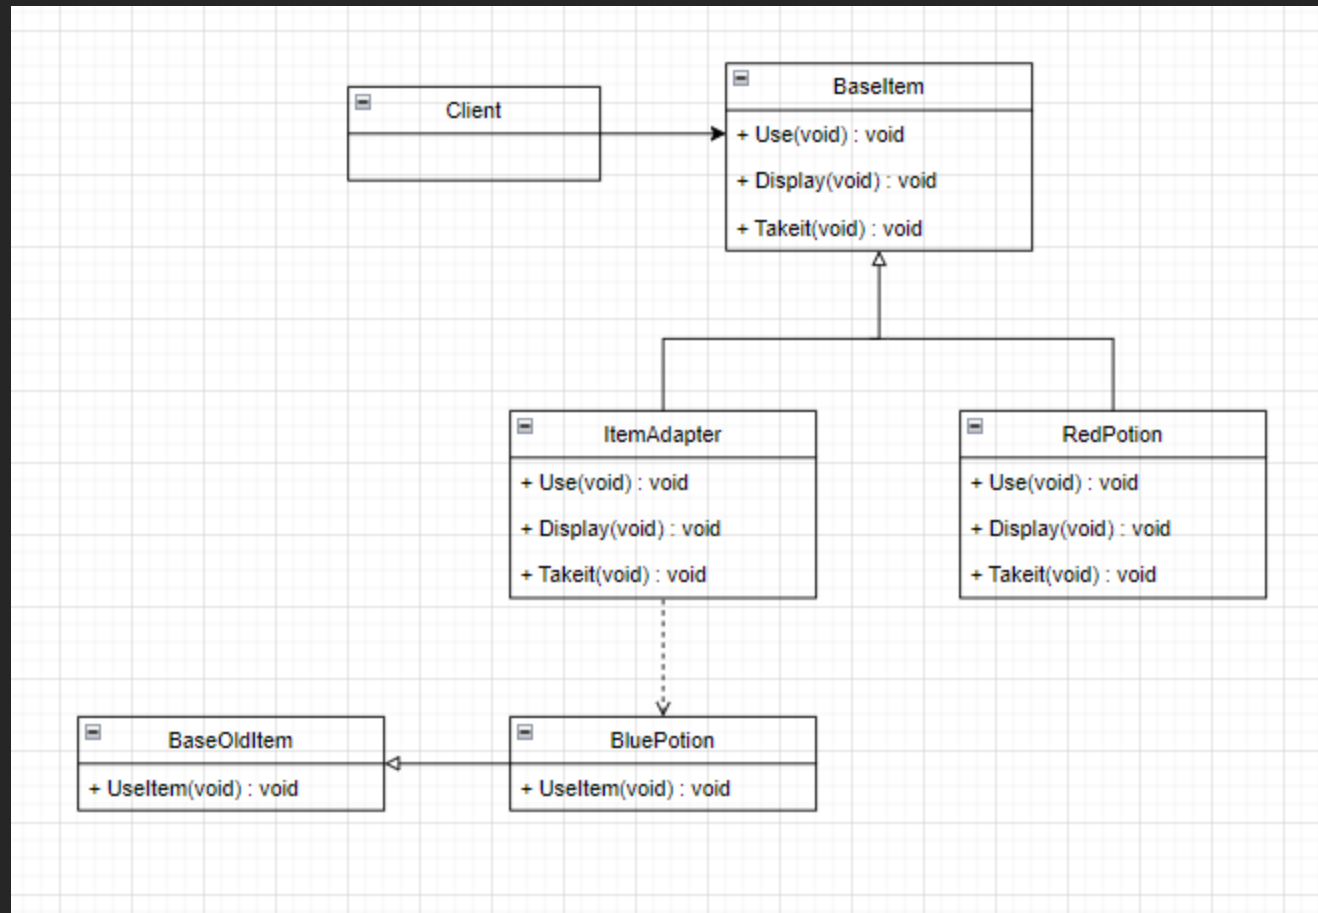 Client
BaseItem
+ Use(void) : void
+ Display(void) : void
+ Takeit(void) : void
ItemAdapter
+ Use(void) : void
+ Display(void) : void
+ Takeit(void) : void
RedPotion
+ Use(void) : void
+ Display(void) : void
+ Takeit(void) : void
BaseOldItem
+ UseItem(void) : void
BluePotion
+ UseItem(void) : void